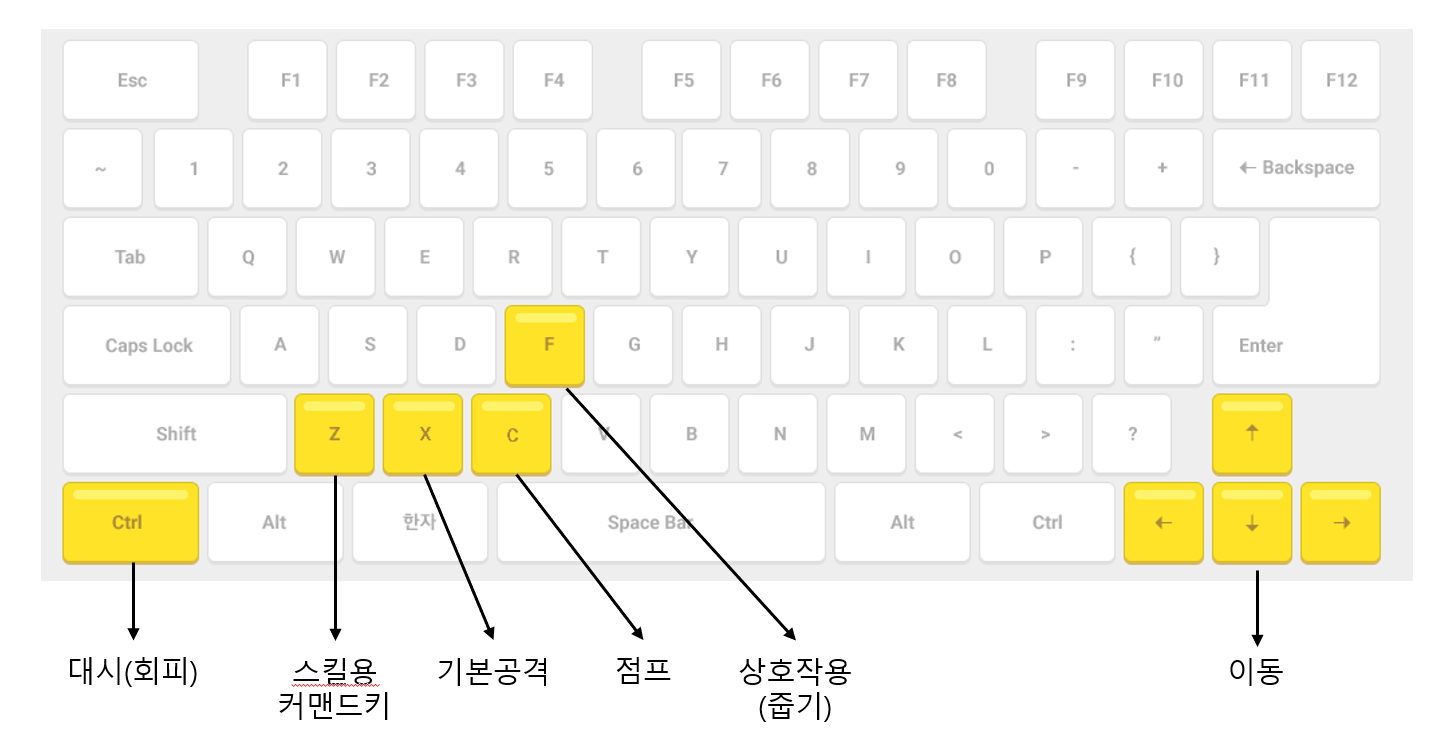 Esc F1 F2 F3 F4 F5 F6 F7 F8 F9 F10 F11 F12
~ 1 2 3 4 5 6 7 8 9 0 - + ← Backspace
Tab Q W E R T Y U I O P { }
Caps Lock A S D F G H J K L : " Enter
Shift Z X C V B N M < > ? ↑
Ctrl Alt 한자 Space Bar Alt Ctrl ← ↓ →
대시(회피) 스킬용 기본공격 점프 상호작용 이동
커맨드키 (줍기)